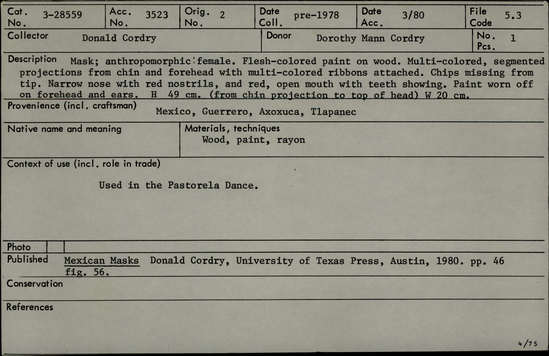 Cat. No. 3-28559 Acc. No. 3523 Orig. No. 2 Date Coll. pre-1978 Date Acc. 3/80 File Code 5.3
Collector Donald Cordry Donor Dorothy Mann Cordry No. Pcs. 1
Description Mask; anthropomorphic:female. Flesh-colored paint on wood. Multi-colored, segmented
projections from chin and forehead with multi-colored ribbons attached. Chips missing from
tip. Narrow nose with red nostrils, and red, open mouth with teeth showing. Paint worn off
on forehead and ears. H 49 cm. (from chin projection to top of head) W 20 cm.
Provenience (incl. craftsman)
Mexico, Guerrero, Axoxuca, Tlapanec
Native name and meaning
Materials, techniques
Wood, paint, rayon
Context of use (incl. role in trade)
Used in the Pastorela Dance.
Photo
Published Mexican Masks Donald Cordry, University of Texas Press, Austin, 1980. pp. 46
fig. 56.
Conservation
References
4/75